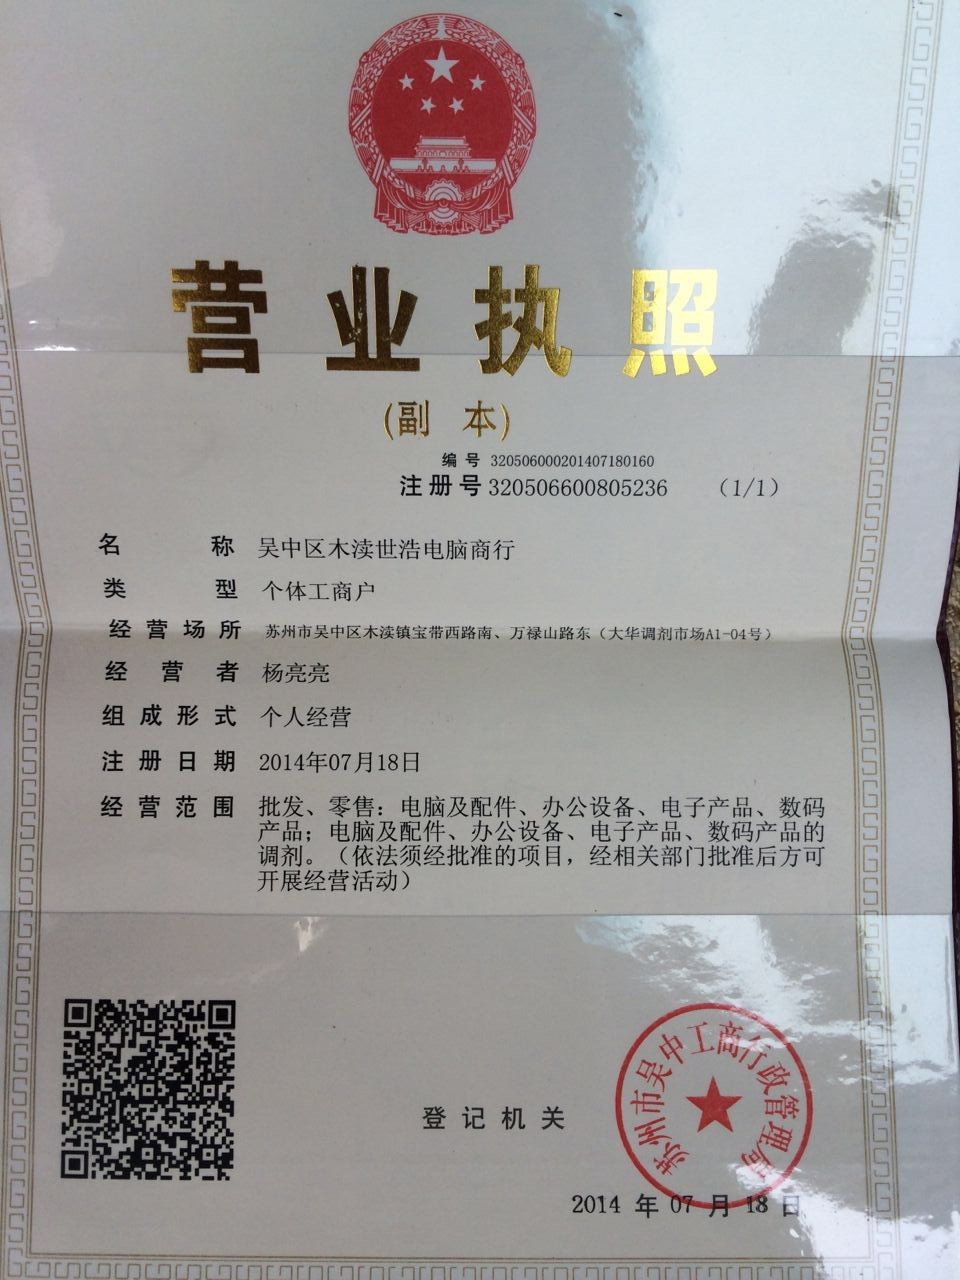 营业执照
(副 本)
编 号 320506000201407180160
注册号 320506600805236 （1/1）
名 称 吴中区木渎世浩电脑商行
类 型 个体工商户
经营场所 苏州市吴中区木渎镇宝带西路南、万禄山路东（大华调剂市场A1-04号）
经 营 者 杨亮亮
组成形式 个人经营
注册日期 2014年07月18日
经营范围 批发、零售：电脑及配件、办公设备、电子产品、数码
产品；电脑及配件、办公设备、电子产品、数码产品的
调剂。（依法须经批准的项目，经相关部门批准后方可
开展经营活动）
苏州市吴中工商行政管理局
登 记 机 关
2014 年 07 月 18 日